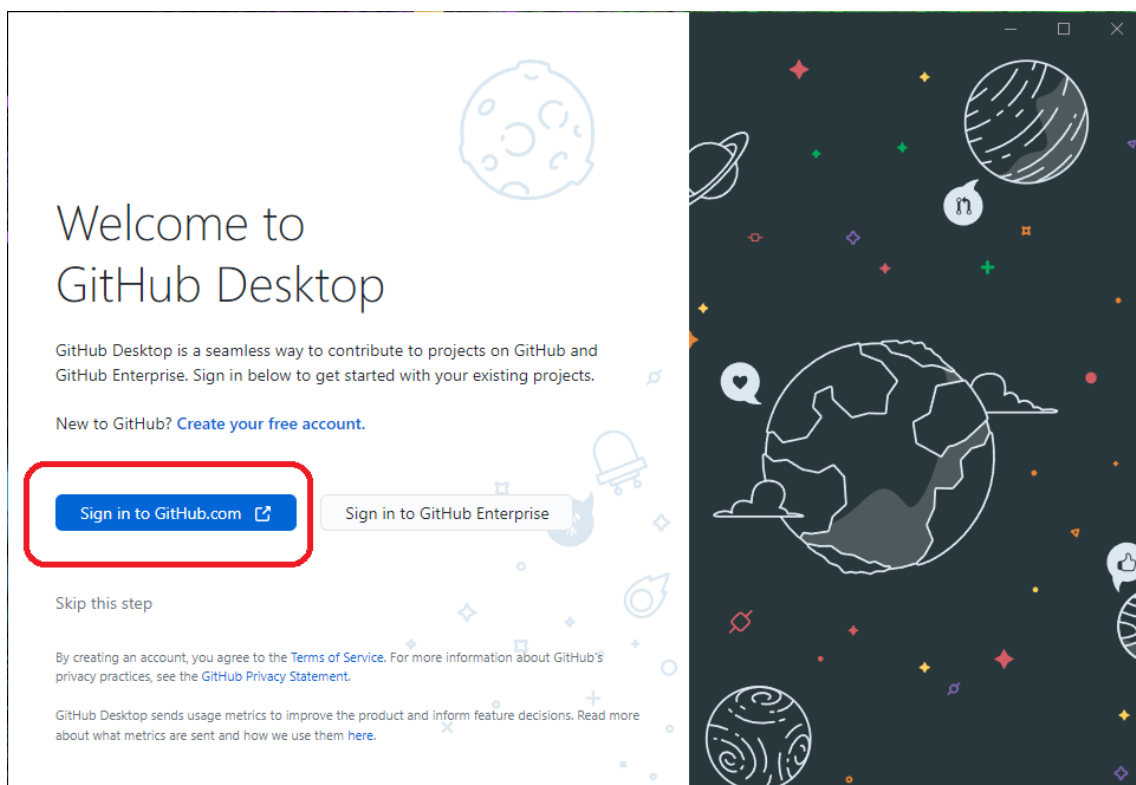 Welcome to
GitHub Desktop
GitHub Desktop is a seamless way to contribute to projects on GitHub and
GitHub Enterprise. Sign in below to get started with your existing projects.
New to GitHub? Create your free account.
Sign in to GitHub.com
Sign in to GitHub Enterprise
Skip this step
By creating an account, you agree to the Terms of Service. For more information about GitHub's
privacy practices, see the GitHub Privacy Statement.
GitHub Desktop sends usage metrics to improve the product and inform feature decisions. Read more
about what metrics are sent and how we use them here.